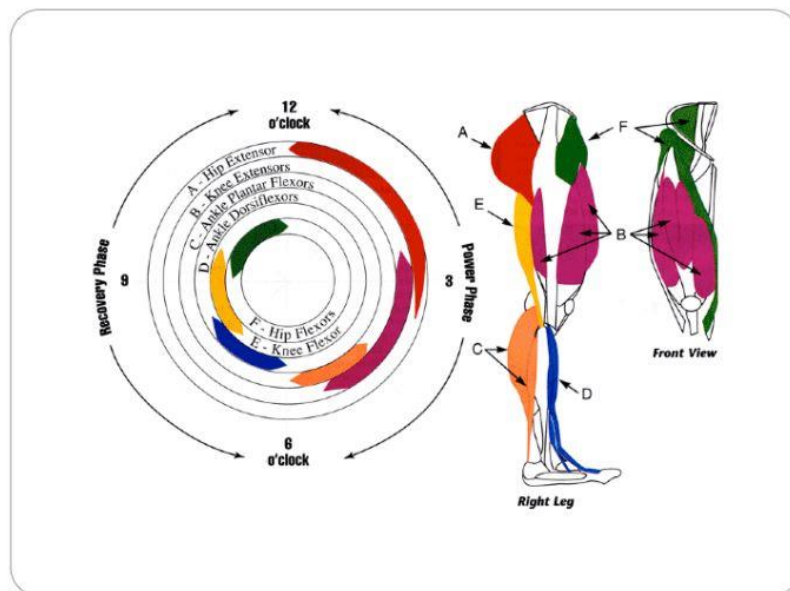 12
o'clock
A - Hip Extensor
B - Knee Extensors
C - Ankle Plantar Flexors
D - Ankle Dorsiflexors
F - Hip Flexors
E - Knee Flexor
Recovery Phase
9
Power Phase
3
6
o'clock
A
E
C
F
B
D
Right Leg
Front View